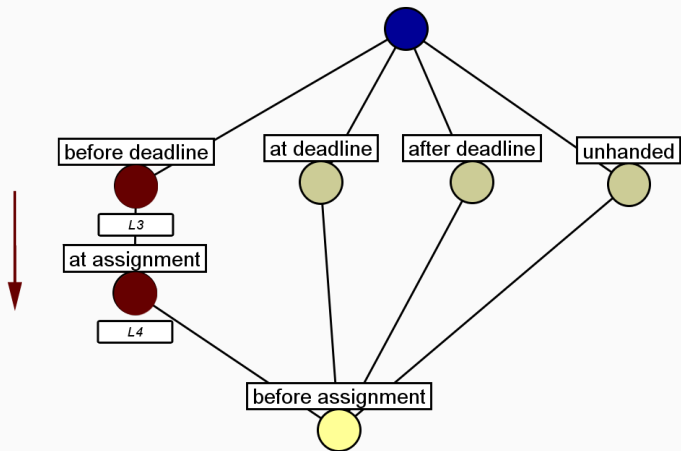 before deadline
at deadline
after deadline
unhanded
L3
at assignment
L4
before assignment